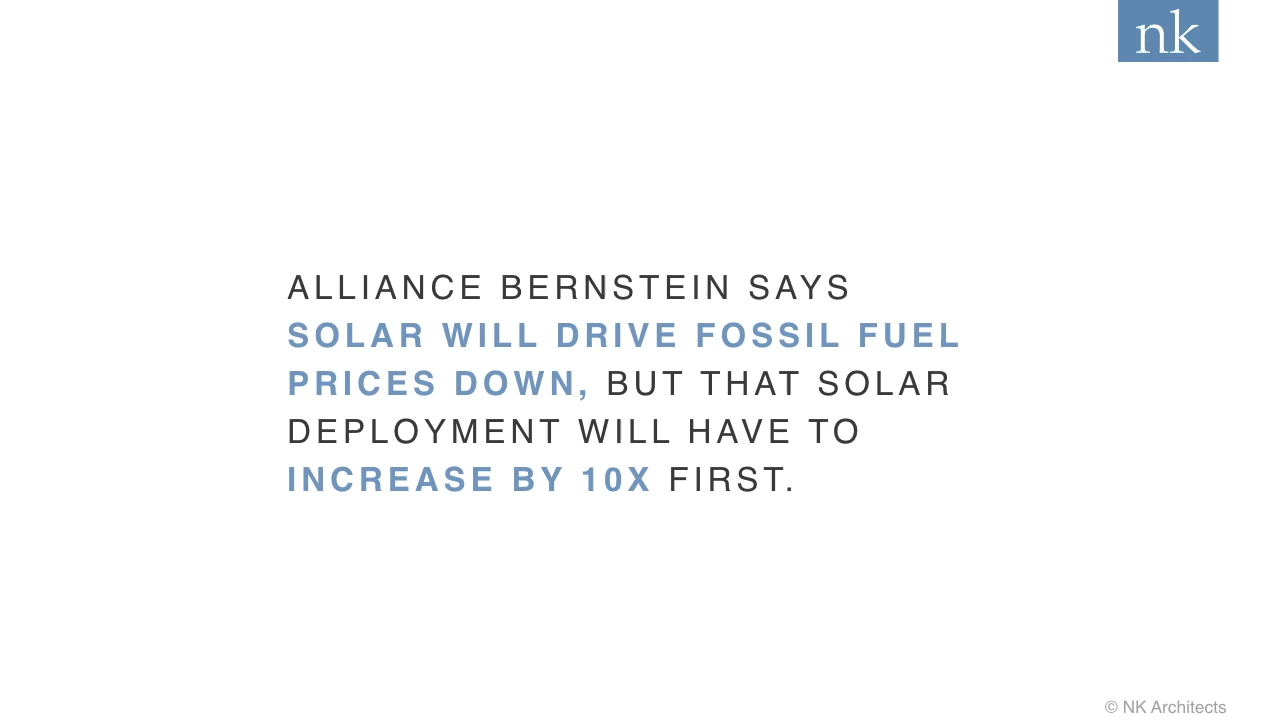 nk
ALLIANCE BERNSTEIN SAYS
SOLAR WILL DRIVE FOSSIL FUEL
PRICES DOWN, BUT THAT SOLAR
DEPLOYMENT WILL HAVE TO
INCREASE BY 10X FIRST.
© NK Architects